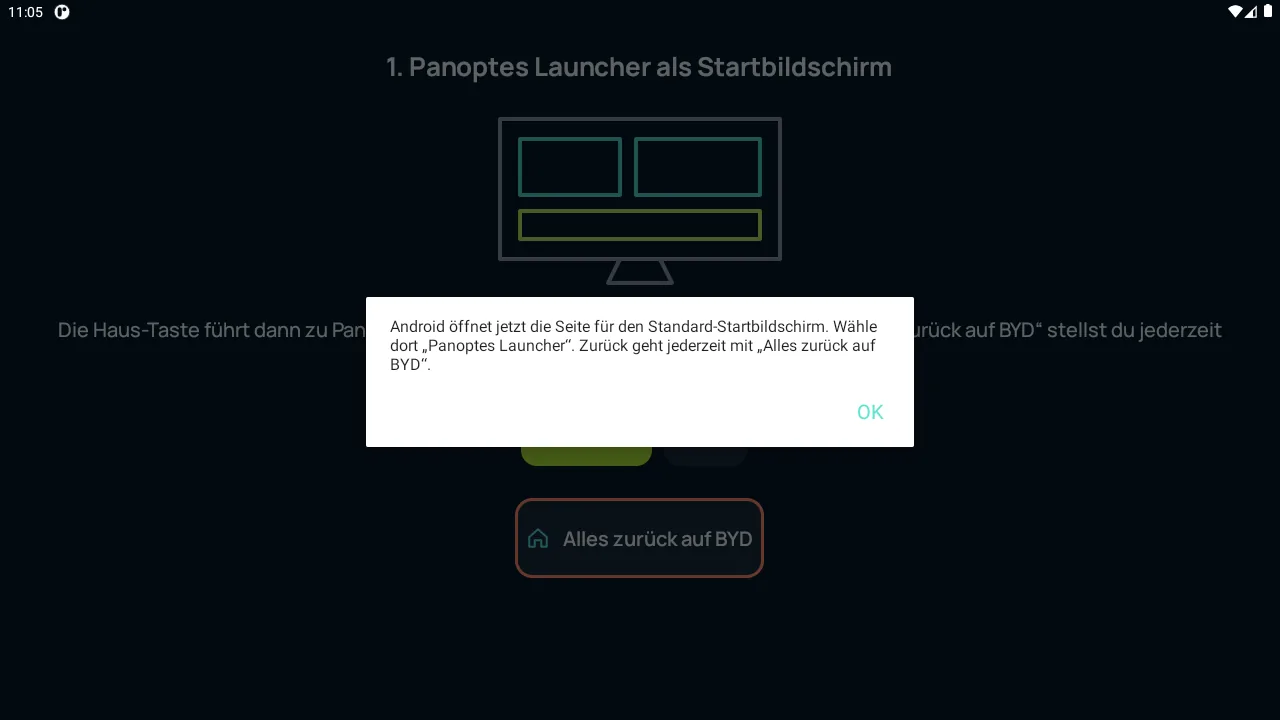 11:05
1. Panoptes Launcher als Startbildschirm
Die Haus-Taste führt dann zu Pan
urück auf BYD“ stellst du jederzeit
Android öffnet jetzt die Seite für den Standard-Startbildschirm. Wähle
dort „Panoptes Launcher“. Zurück geht jederzeit mit „Alles zurück auf
BYD“.
OK
Alles zurück auf BYD